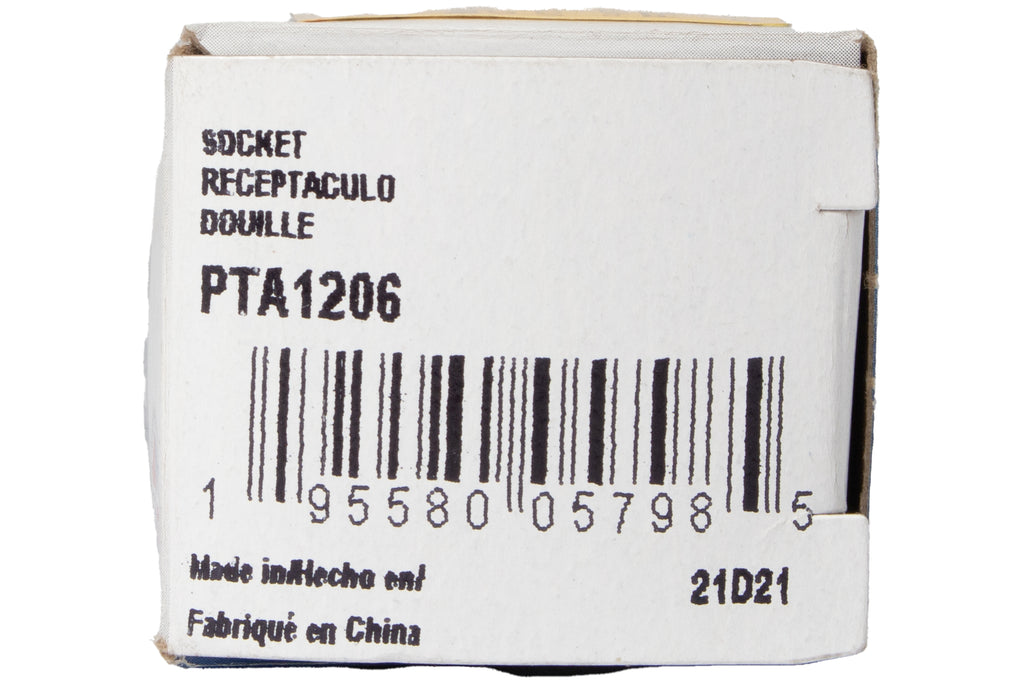 SOCKET
RECEPTACULO
DOUILLE
PTA1206
1 95580 05798 5
Made in/Hecho en/
21D21
Fabriqué en China